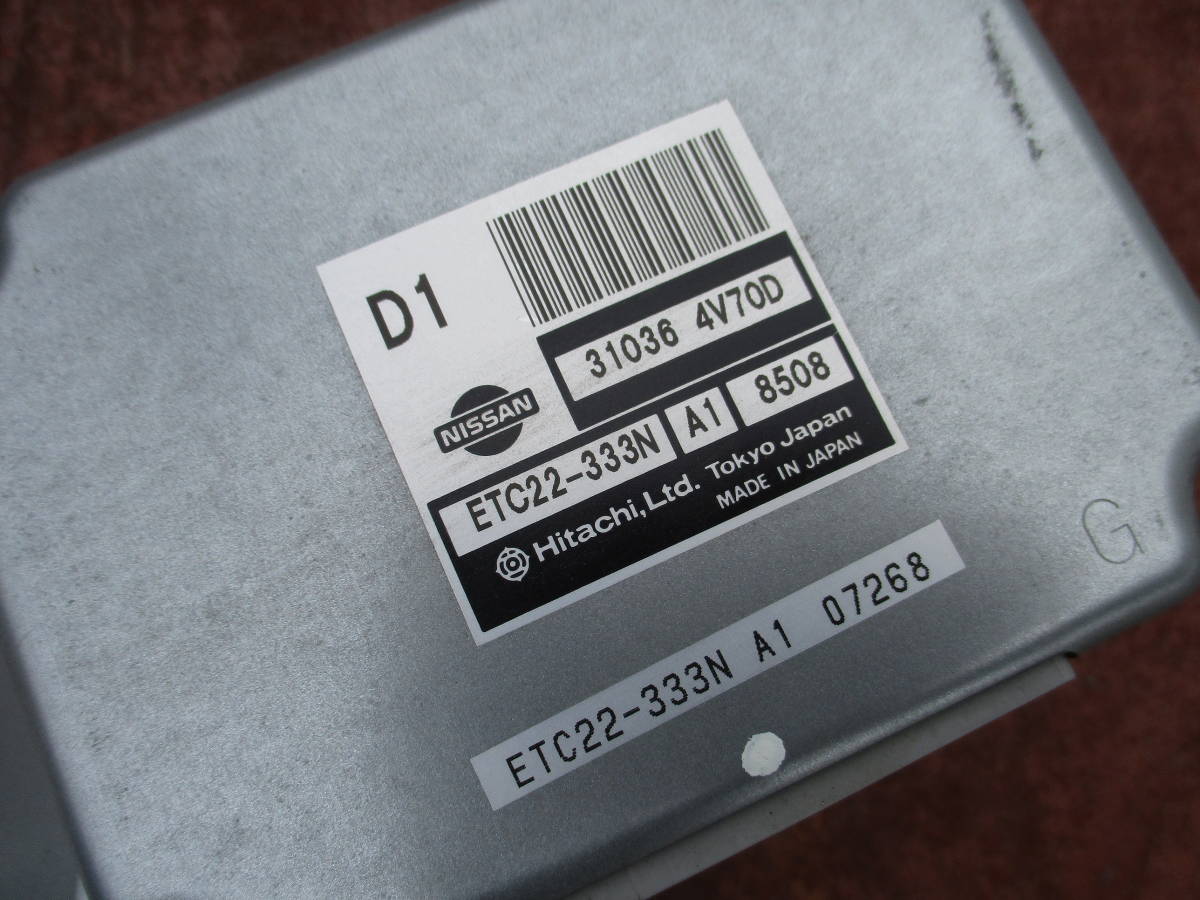 D1
31036 4V70D
NISSAN
ETC22-333N A1 8508
Hitachi,Ltd. Tokyo Japan
MADE IN JAPAN
G
ETC22-333N A1 07268